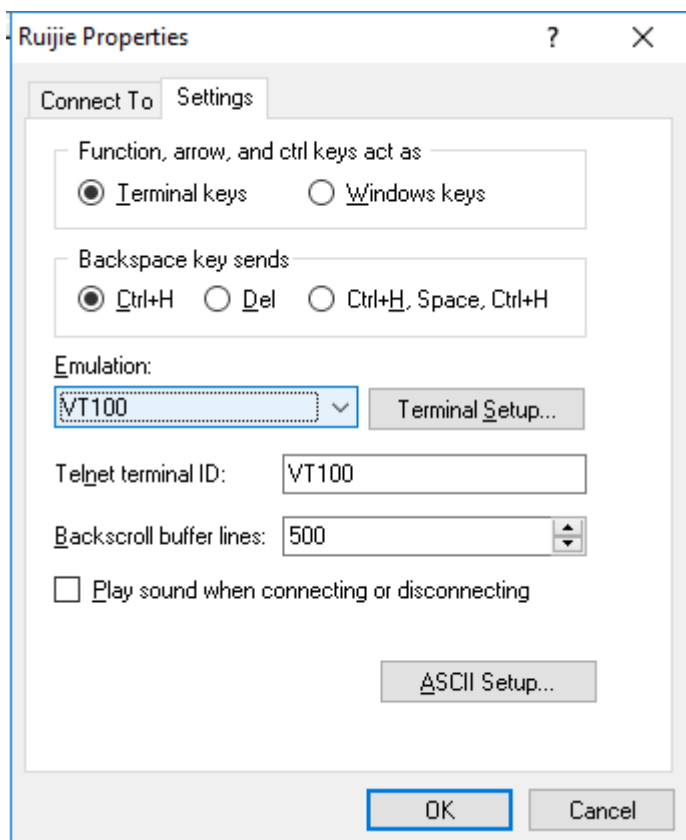 Ruijie Properties ?
Connect To Settings
Function, arrow, and ctrl keys act as
Terminal keys Windows keys
Backspace key sends
Ctrl+H Del Ctrl+H, Space, Ctrl+H
Emulation:
VT100 Terminal Setup...
Telnet terminal ID: VT100
Backscroll buffer lines: 500
Play sound when connecting or disconnecting
ASCII Setup...
OK Cancel